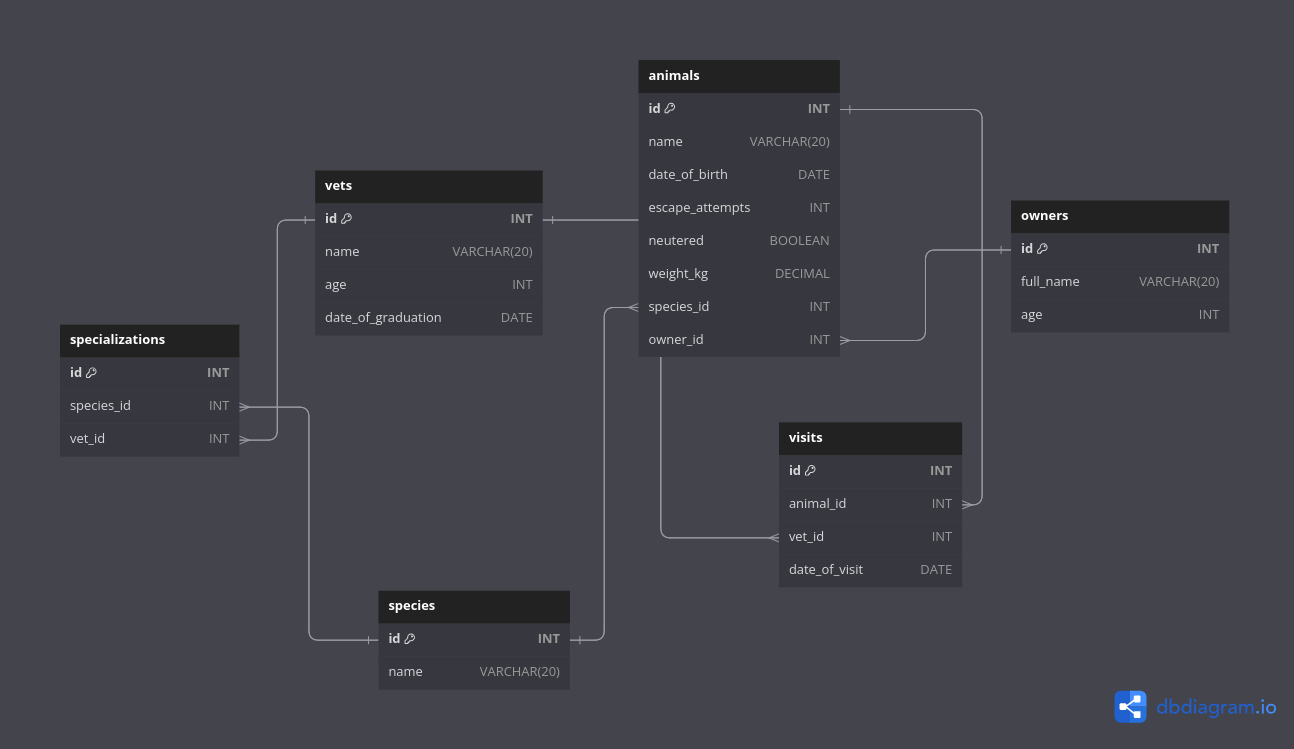 animals
id INT
name VARCHAR(20)
date_of_birth DATE
escape_attempts INT
neutered BOOLEAN
weight_kg DECIMAL
species_id INT
owner_id INT
vets
id INT
name VARCHAR(20)
age INT
date_of_graduation DATE
owners
id INT
full_name VARCHAR(20)
age INT
specializations
id INT
species_id INT
vet_id INT
visits
id INT
animal_id INT
vet_id INT
date_of_visit DATE
species
id INT
name VARCHAR(20)
dbdiagram.io